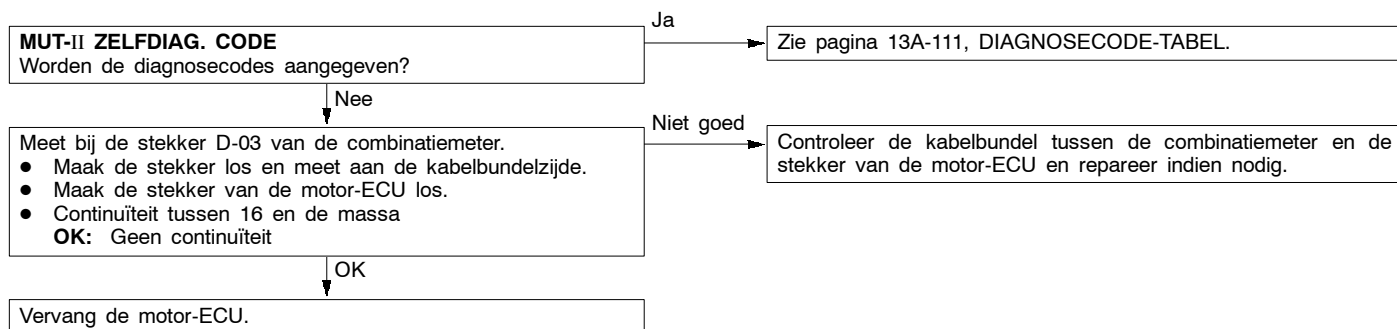 MUT-II ZELFDIAG. CODE
Worden de diagnosecodes aangegeven?
Ja
Zie pagina 13A-111, DIAGNOSECODE-TABEL.
Nee
Meet bij de stekker D-03 van de combinatiemeter.
● Maak de stekker los en meet aan de kabelbundelzijde.
● Maak de stekker van de motor-ECU los.
● Continuïteit tussen 16 en de massa
OK: Geen continuïteit
Niet goed
Controleer de kabelbundel tussen de combinatiemeter en de
stekker van de motor-ECU en repareer indien nodig.
OK
Vervang de motor-ECU.